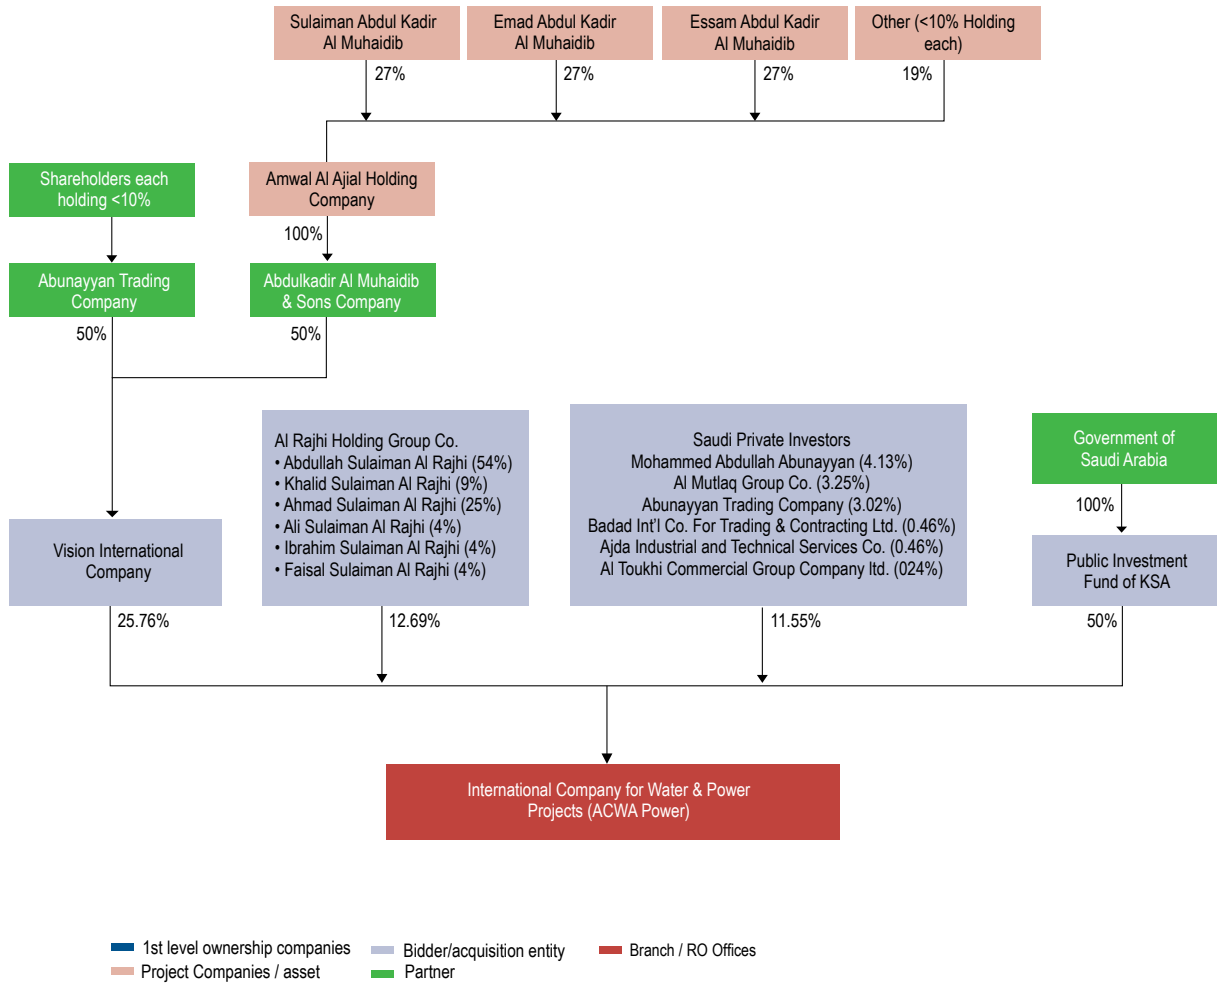 Sulaiman Abdul Kadir
Al Muhaidib
Emad Abdul Kadir
Al Muhaidib
Essam Abdul Kadir
Al Muhaidib
Other (<10% Holding
each)
27%
27%
27%
19%
Shareholders each
holding <10%
Amwal Al Ajial Holding
Company
100%
Abunayyan Trading
Company
Abdulkadir Al Muhaidib
& Sons Company
50%
50%
Al Rajhi Holding Group Co.
• Abdullah Sulaiman Al Rajhi (54%)
• Khalid Sulaiman Al Rajhi (9%)
• Ahmad Sulaiman Al Rajhi (25%)
• Ali Sulaiman Al Rajhi (4%)
• Ibrahim Sulaiman Al Rajhi (4%)
• Faisal Sulaiman Al Rajhi (4%)
Saudi Private Investors
Mohammed Abdullah Abunayyan (4.13%)
Al Mutlaq Group Co. (3.25%)
Abunayyan Trading Company (3.02%)
Badad Int'l Co. For Trading & Contracting Ltd. (0.46%)
Ajda Industrial and Technical Services Co. (0.46%)
Al Toukhi Commercial Group Company ltd. (024%)
Government of
Saudi Arabia
100%
Vision International
Company
Public Investment
Fund of KSA
25.76%
12.69%
11.55%
50%
International Company for Water & Power
Projects (ACWA Power)
1st level ownership companies
Bidder/acquisition entity
Branch / RO Offices
Project Companies / asset
Partner